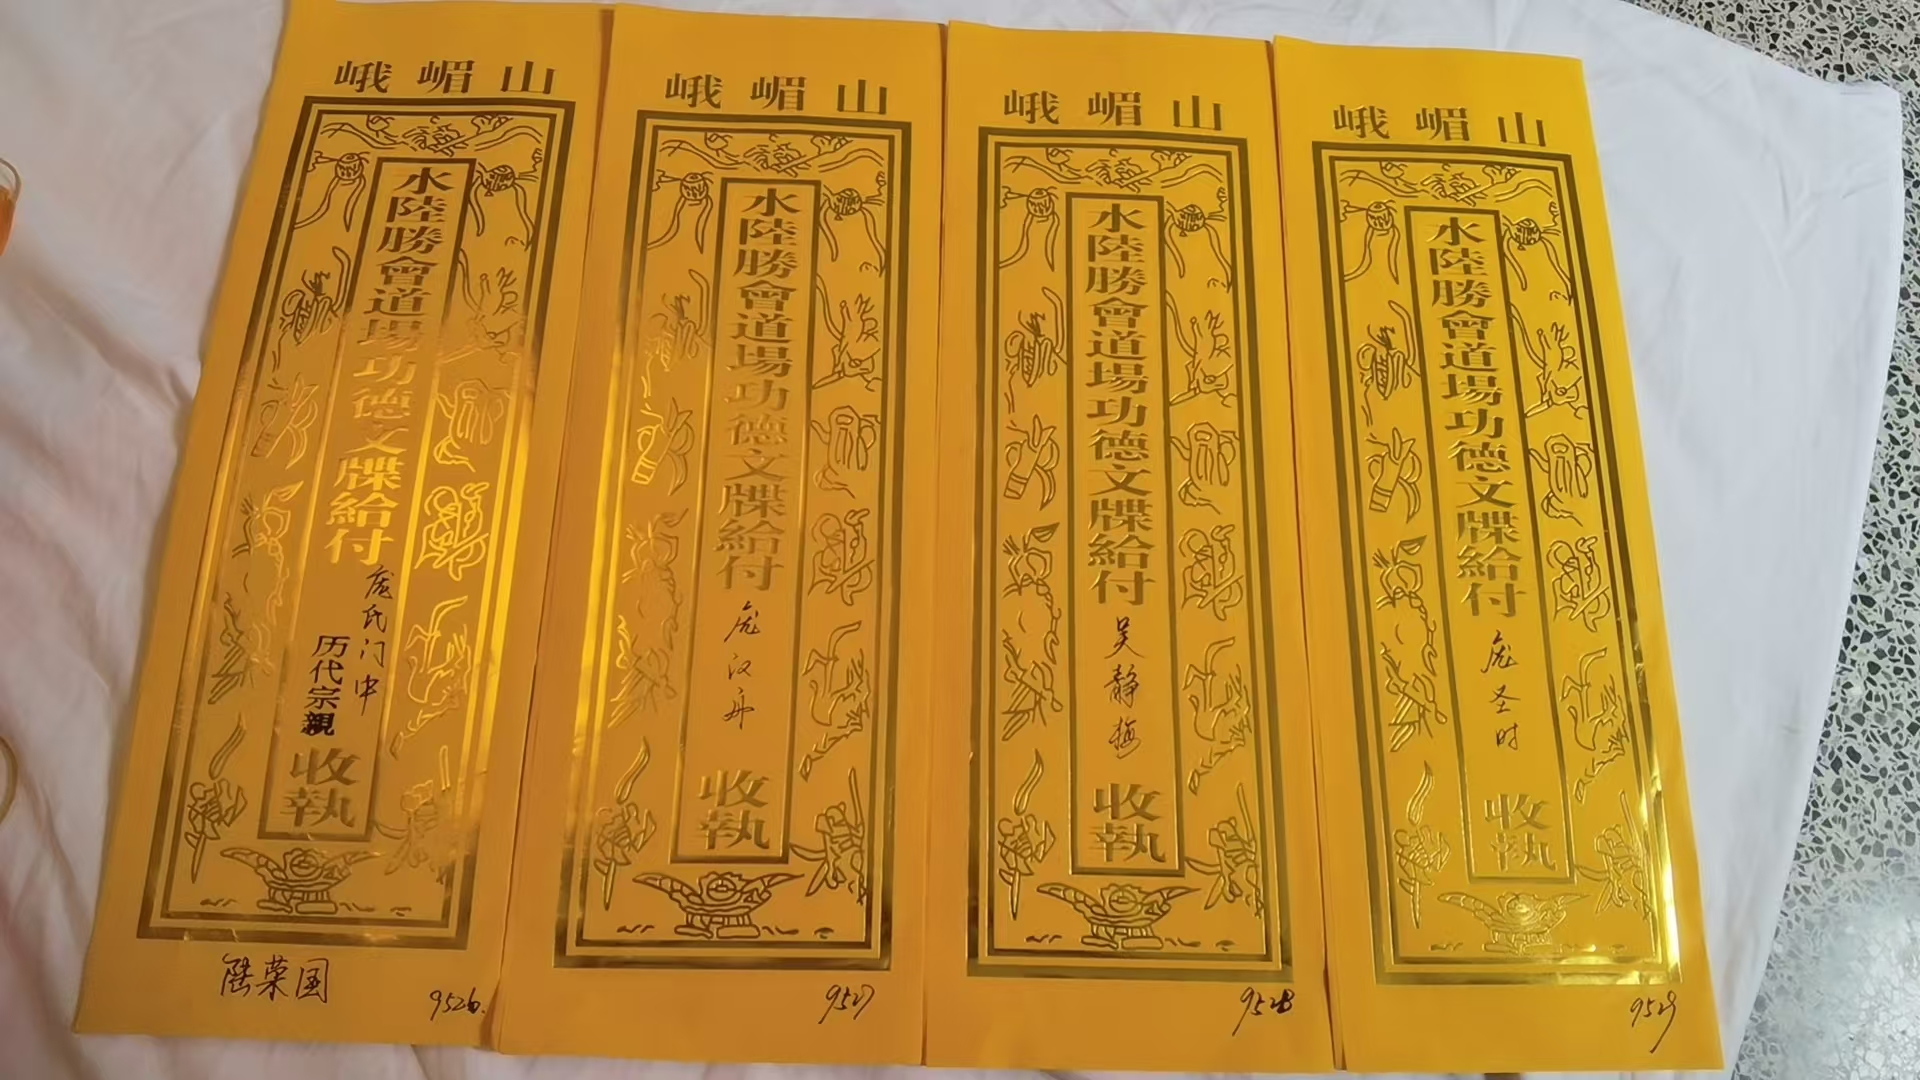 峨嵋山
水陸勝會道場功德文牒給付
庞氏门中
历代宗親
收執
荣国
9526.
峨嵋山
水陸勝會道場功德文牒給付
庞汉舟
收執
9527
峨嵋山
水陸勝會道場功德文牒給付
吴静梅
收執
9528
峨嵋山
水陸勝會道場功德文牒給付
庞圣时
收執
9529